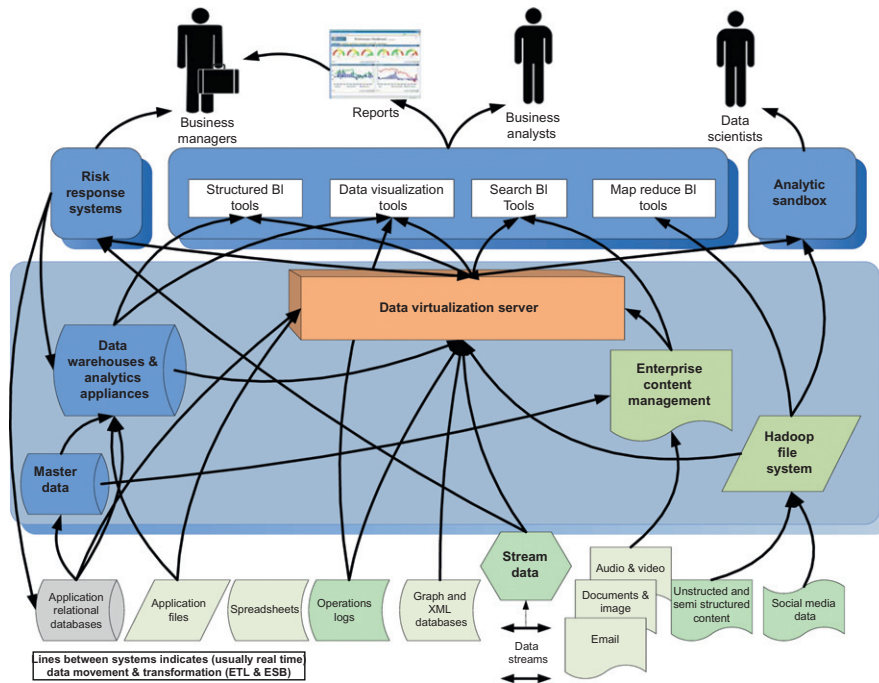 Business
managers
Reports
Business
analysts
Data
scientists
Risk
response
systems
Structured BI
tools
Data visualization
tools
Search BI
Tools
Map reduce BI
tools
Analytic
sandbox
Data virtualization server
Data
warehouses &
analytics
appliances
Enterprise
content
management
Master
data
Hadoop
file
system
Stream
data
Application
relational
databases
Application
files
Spreadsheets
Operations
logs
Graph and
XML
databases
Data
streams
Audio & video
Documents &
image
Email
Unstructed and
semi structured
content
Social media
data
Lines between systems indicates (usually real time)
data movement & transformation (ETL & ESB)